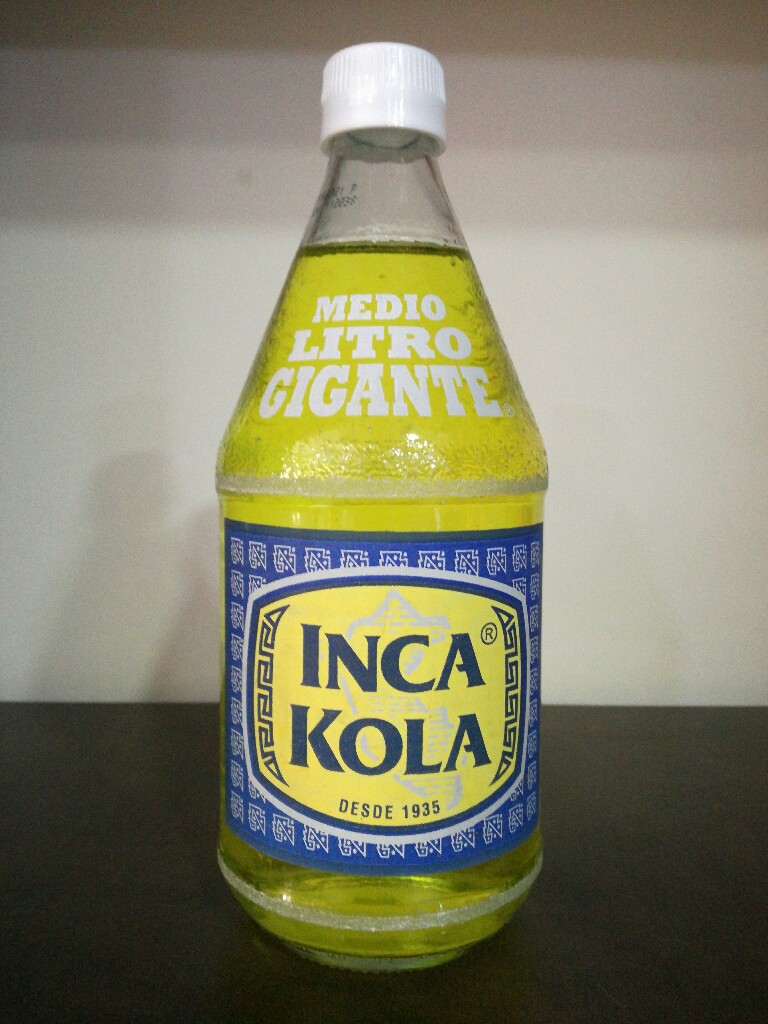 MEDIO
LITRO
GIGANTE®
INCA®
KOLA
DESDE 1935